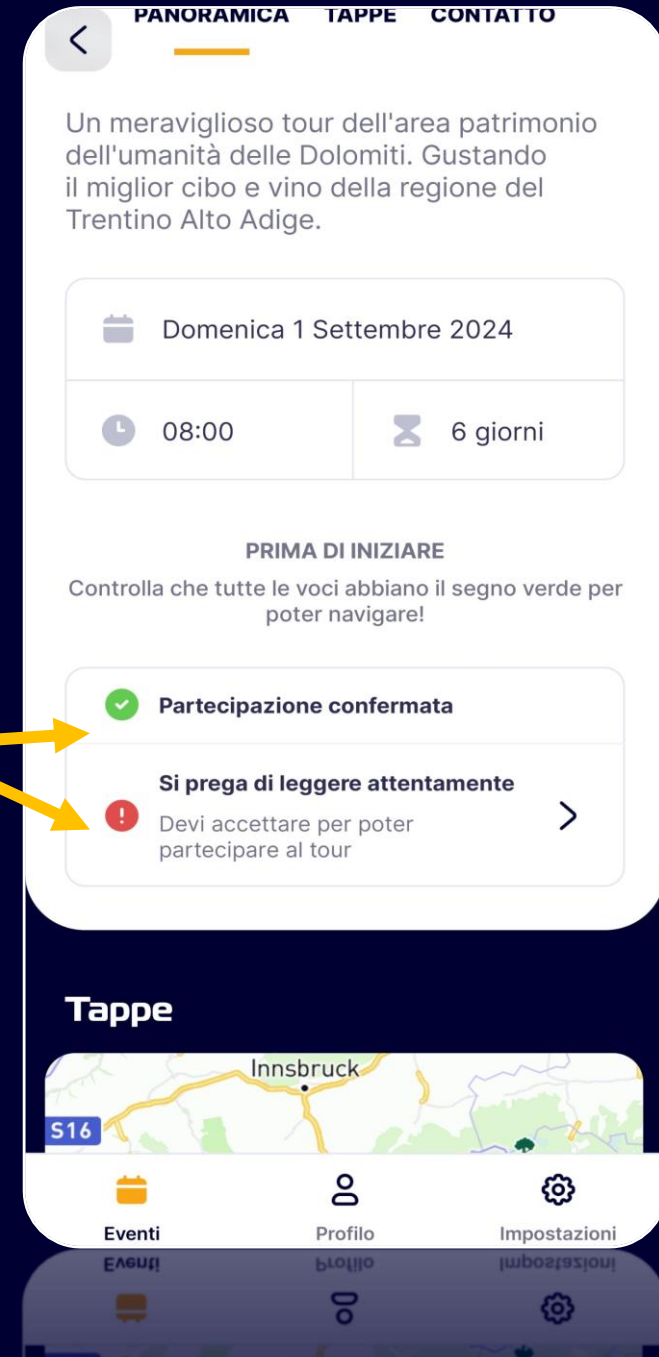 PANORAMICA TAPPE CONTATTO
Un meraviglioso tour dell'area patrimonio
dell'umanità delle Dolomiti. Gustando
il miglior cibo e vino della regione del
Trentino Alto Adige.
Domenica 1 Settembre 2024
08:00 6 giorni
PRIMA DI INIZIARE
Controlla che tutte le voci abbiano il segno verde per
poter navigare!
Partecipazione confermata
Si prega di leggere attentamente
Devi accettare per poter
partecipare al tour
Tappe
Innsbruck
S16
Eventi Profilo Impostazioni